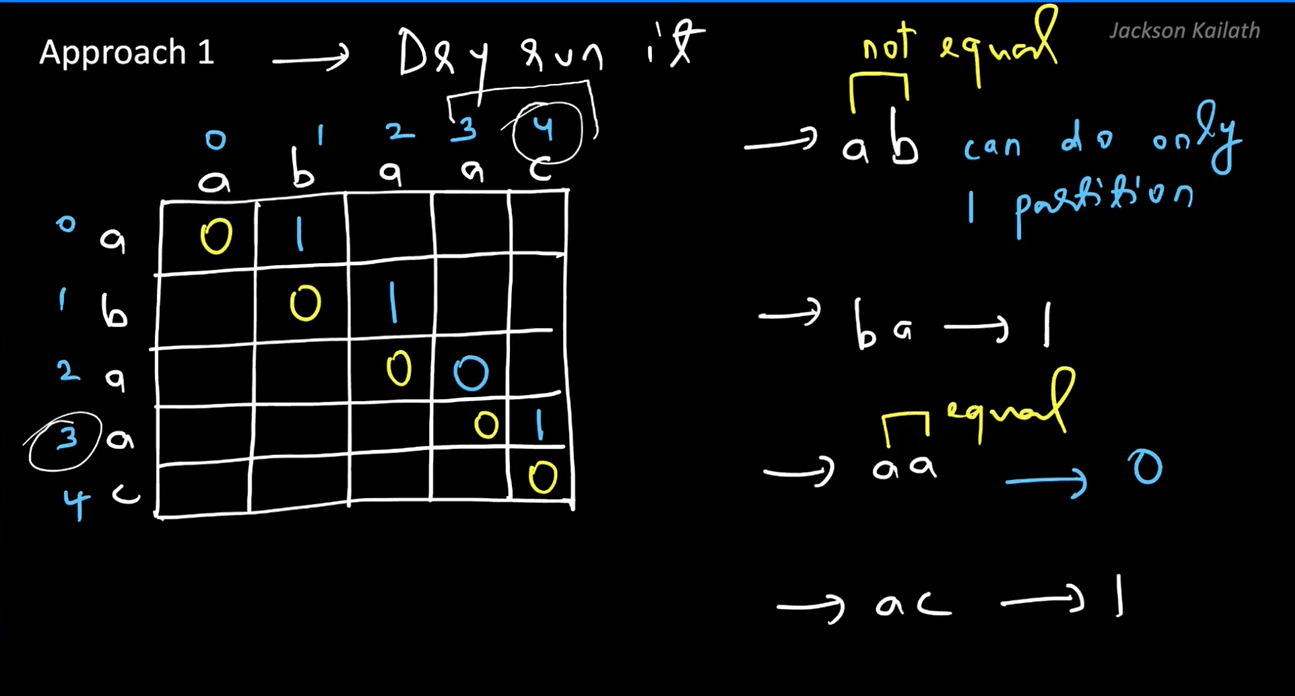 Jackson Kailath
Approach 1 → Dry run it
0 1 2 3 4
a b a a c
0 a 0 1
1 b 0 1
2 a 0 0
3 a 0 1
4 c 0
not equal
→ ab can do only
1 partition
→ ba → 1
equal
→ aa → 0
→ ac → 1